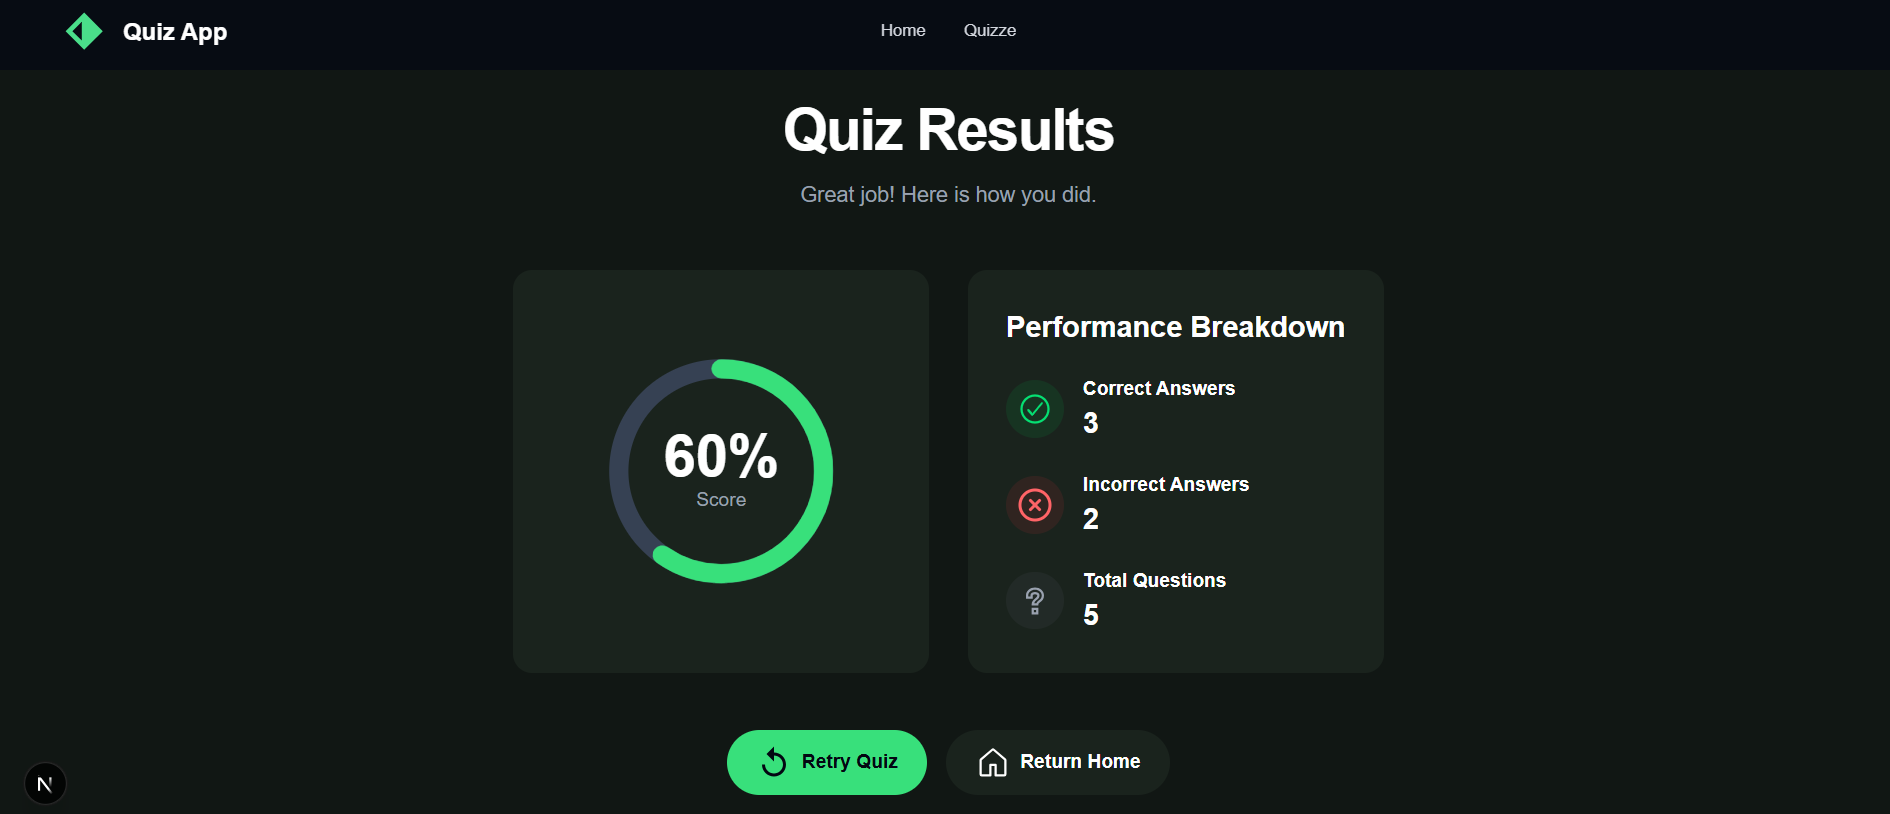 Quiz App
Home
Quizze
Quiz Results
Great job! Here is how you did.
60%
Score
Performance Breakdown
Correct Answers
3
Incorrect Answers
2
Total Questions
5
Retry Quiz
Return Home
N